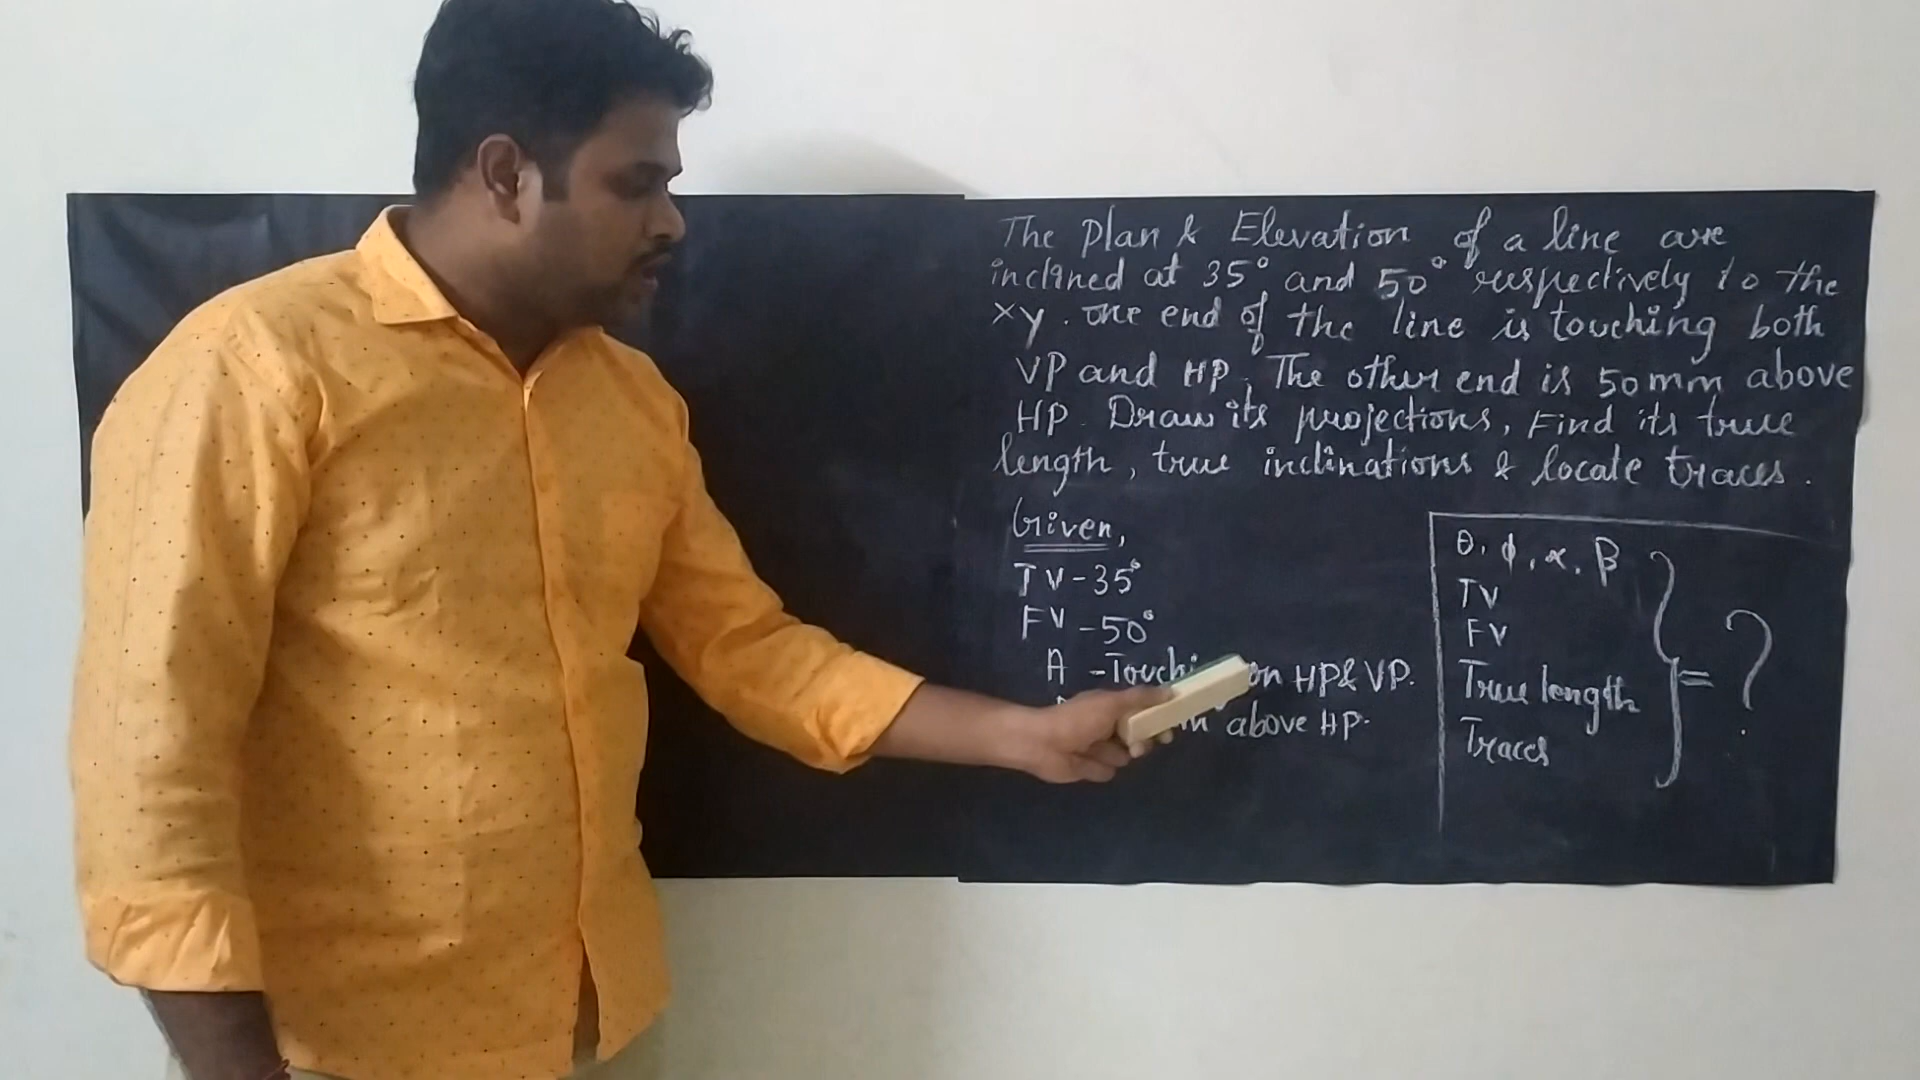 The Plan & Elevation of a line are
inclined at 35° and 50° respectively to the
xy. One end of the line is touching both
VP and HP. The other end is 50mm above
HP. Draw its projections, Find its true
length, true inclinations & locate traces.
Given,
TV-35°
FV-50°
A - on HP & VP.
above HP.
θ, φ, α, β
TV
FV
True length
Traces
= ?